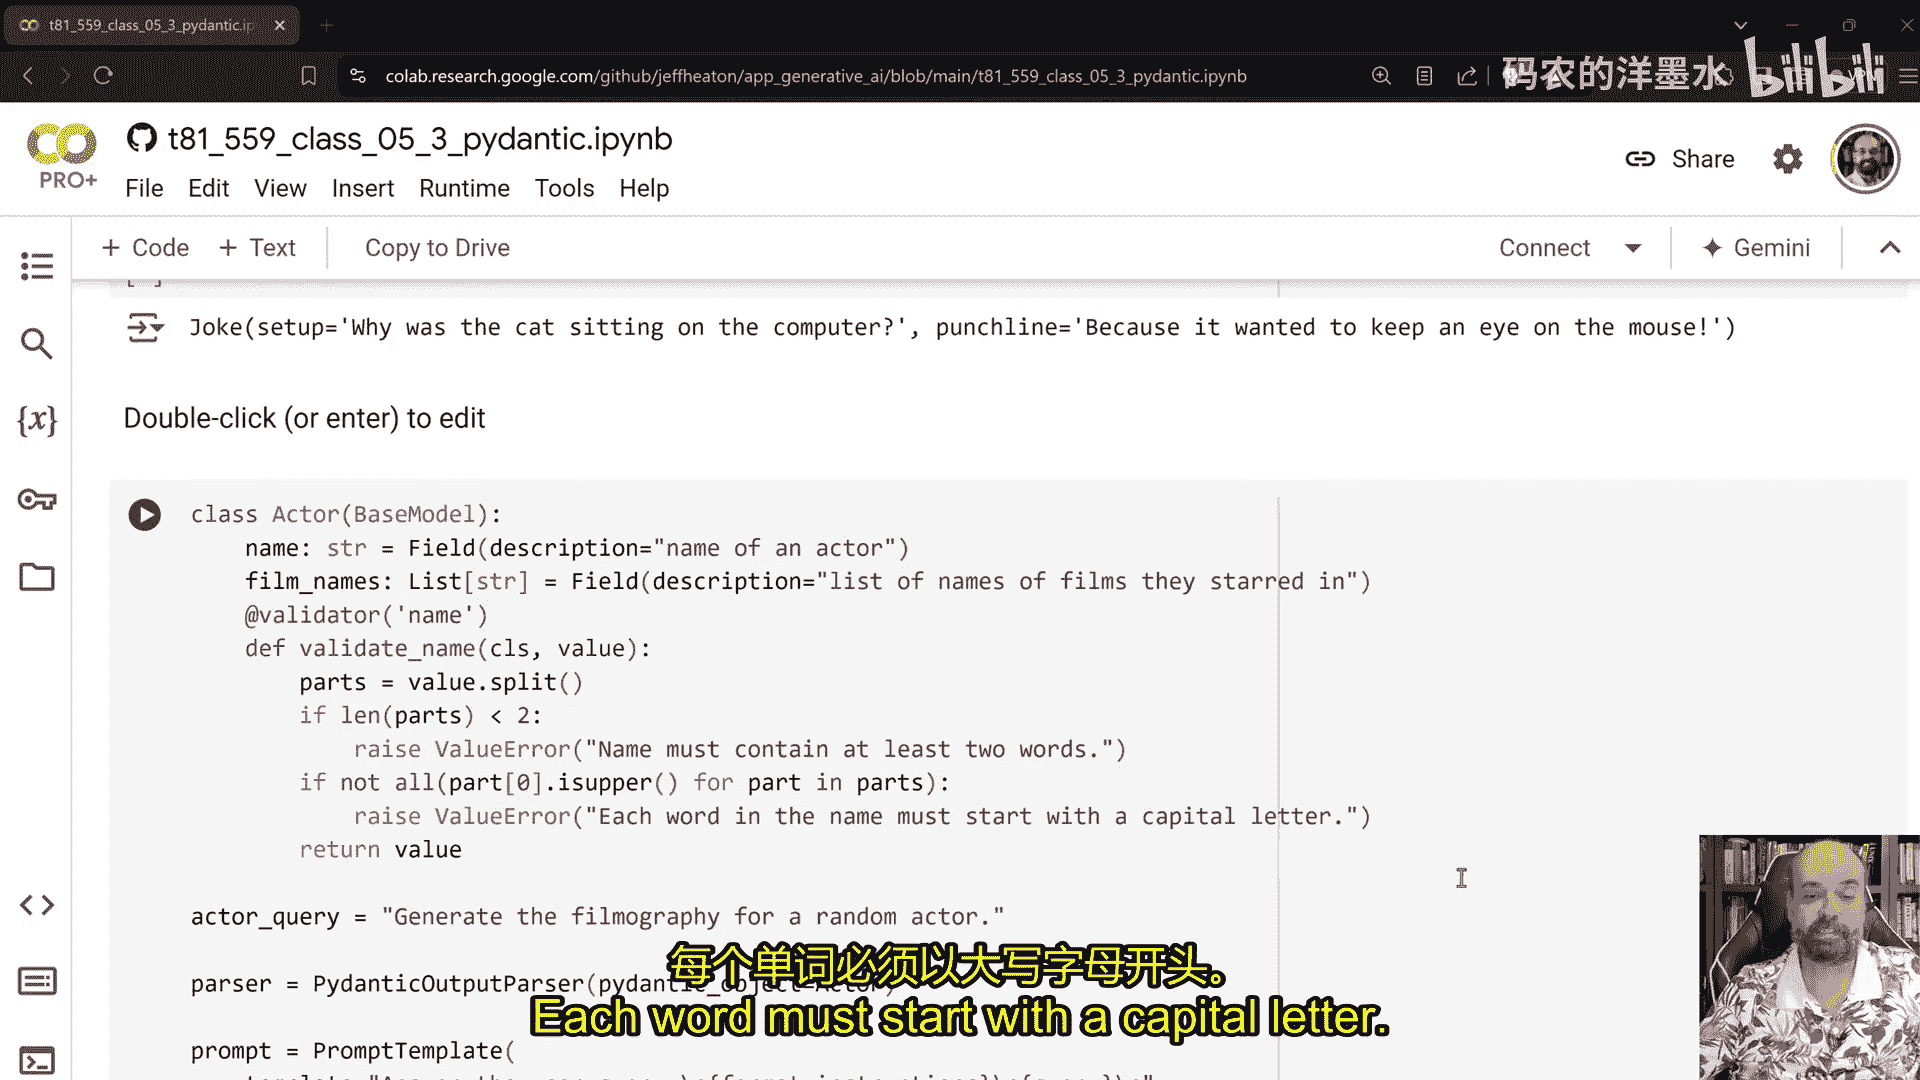 t81_559_class_05_3_pydantic.ip
colab.research.google.com/github/jeffheaton/app_generative_ai/blob/main/t81_559_class_05_3_pydantic.ipynb
码农的洋墨水 bilibili
CO
PRO+
t81_559_class_05_3_pydantic.ipynb
File Edit View Insert Runtime Tools Help
Share
+ Code + Text Copy to Drive
Connect
Gemini
Joke(setup='Why was the cat sitting on the computer?', punchline='Because it wanted to keep an eye on the mouse!')
Double-click (or enter) to edit
class Actor(BaseModel):
name: str = Field(description="name of an actor")
film_names: List[str] = Field(description="list of names of films they starred in")
@validator('name')
def validate_name(cls, value):
parts = value.split()
if len(parts) < 2:
raise ValueError("Name must contain at least two words.")
if not all(part[0].isupper() for part in parts):
raise ValueError("Each word in the name must start with a capital letter.")
return value
actor_query = "Generate the filmography for a random actor."
parser = PydanticOutputParser(pydantic_object=Actor)
prompt = PromptTemplate(
每个单词必须以大写字母开头。
Each word must start with a capital letter.